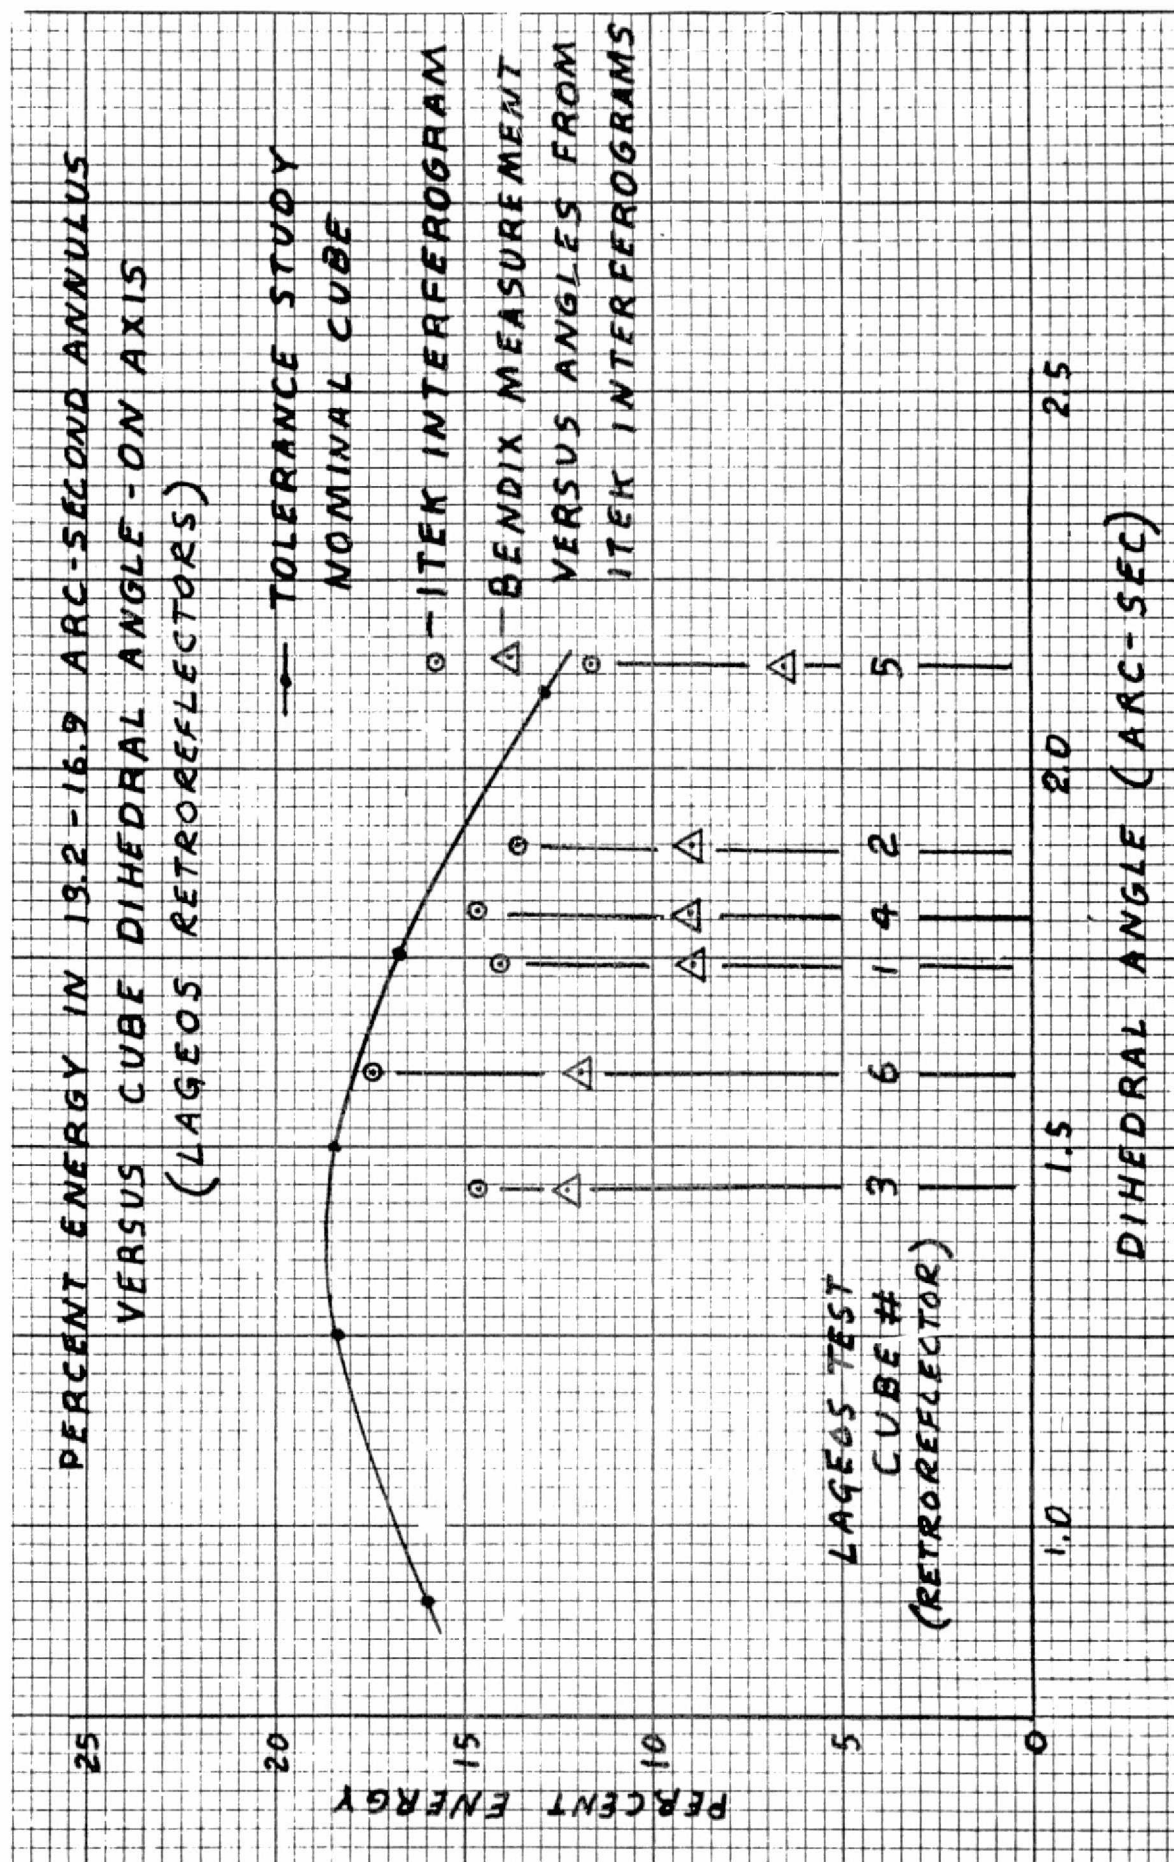 PERCENT ENERGY IN 13.2-16.9 ARC-SECOND ANNULUS
VERSUS CUBE DIHEDRAL ANGLE-ON AXIS
(LAGEOS RETROREFLECTORS)
TOLERANCE STUDY
NOMINAL CUBE
-ITEK INTERFEROGRAM
-BENDIX MEASUREMENT
VERSUS ANGLES FROM
ITEK INTERFEROGRAMS
PERCENT ENERGY
25
20
15
10
5
0
LAGEOS TEST
CUBE #
(RETROREFLECTOR)
3 6 1 4 2 5
1.0 1.5 2.0 2.5
DIHEDRAL ANGLE (ARC-SEC)